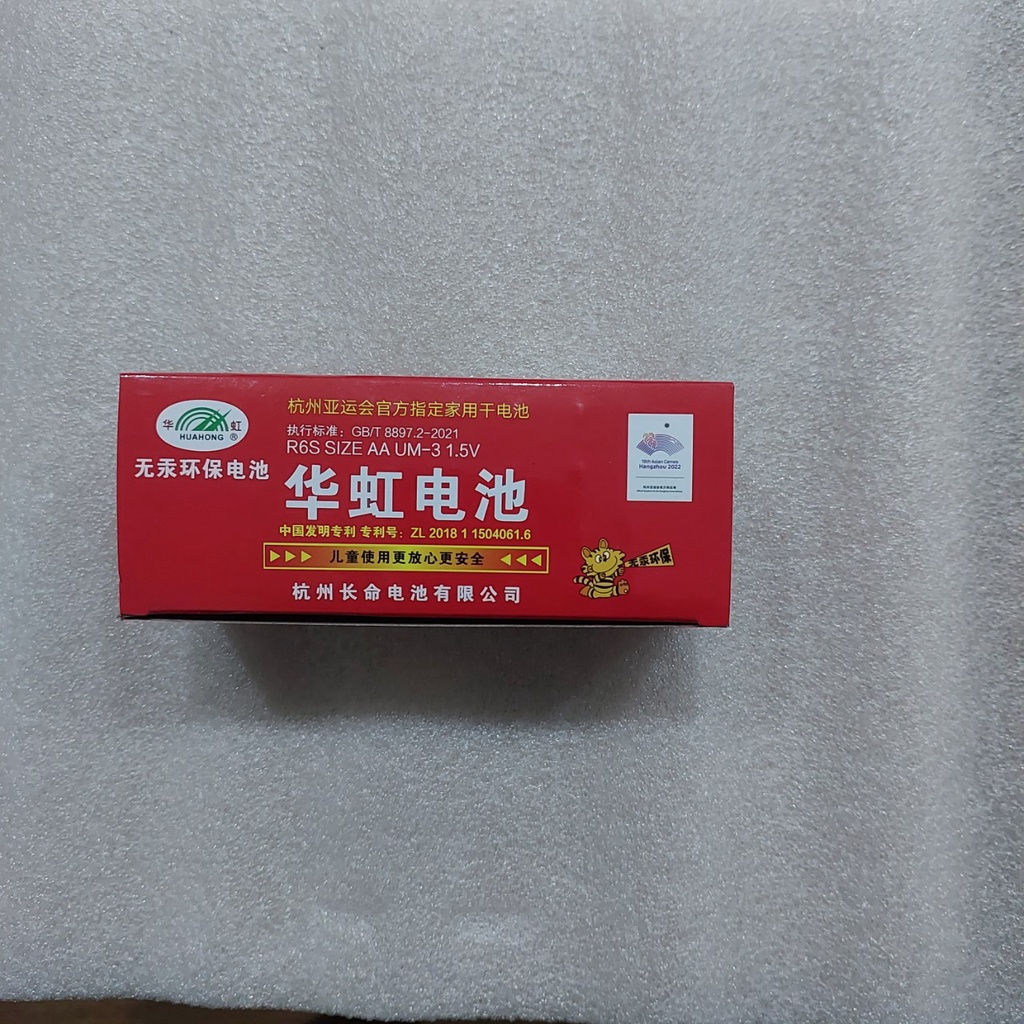 华 虹
HUAHONG ®
无汞环保电池
杭州亚运会官方指定家用干电池
执行标准：GB/T 8897.2-2021
R6S SIZE AA UM-3 1.5V
华虹电池
中国发明专利 专利号：ZL 2018 1 1504061.6
儿童使用更放心更安全
杭州长命电池有限公司
19th Asian Games
Hangzhou 2022
无汞环保